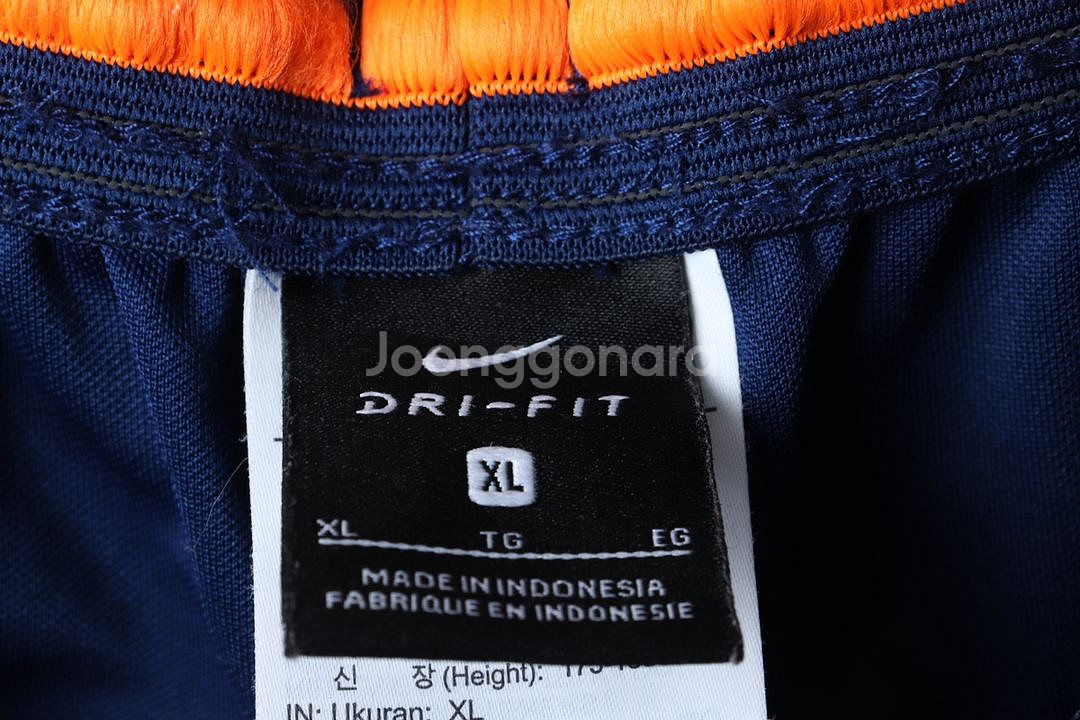 Joonggonara
DRI-FIT
XL
XL TG EG
MADE IN INDONESIA
FABRIQUE EN INDONESIE
신 장 (Height):
IN: Ukuran: XL